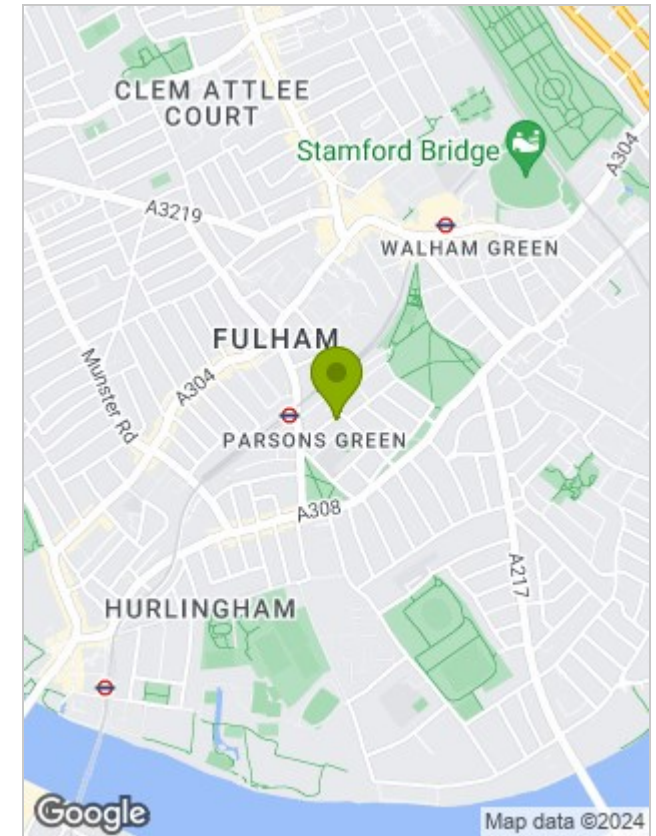 CLEM ATTLEE
COURT
Stamford Bridge
A304
A3219
WALHAM GREEN
FULHAM
A304
Munster Rd
PARSONS GREEN
A308
A217
HURLINGHAM
Google
Map data ©2024